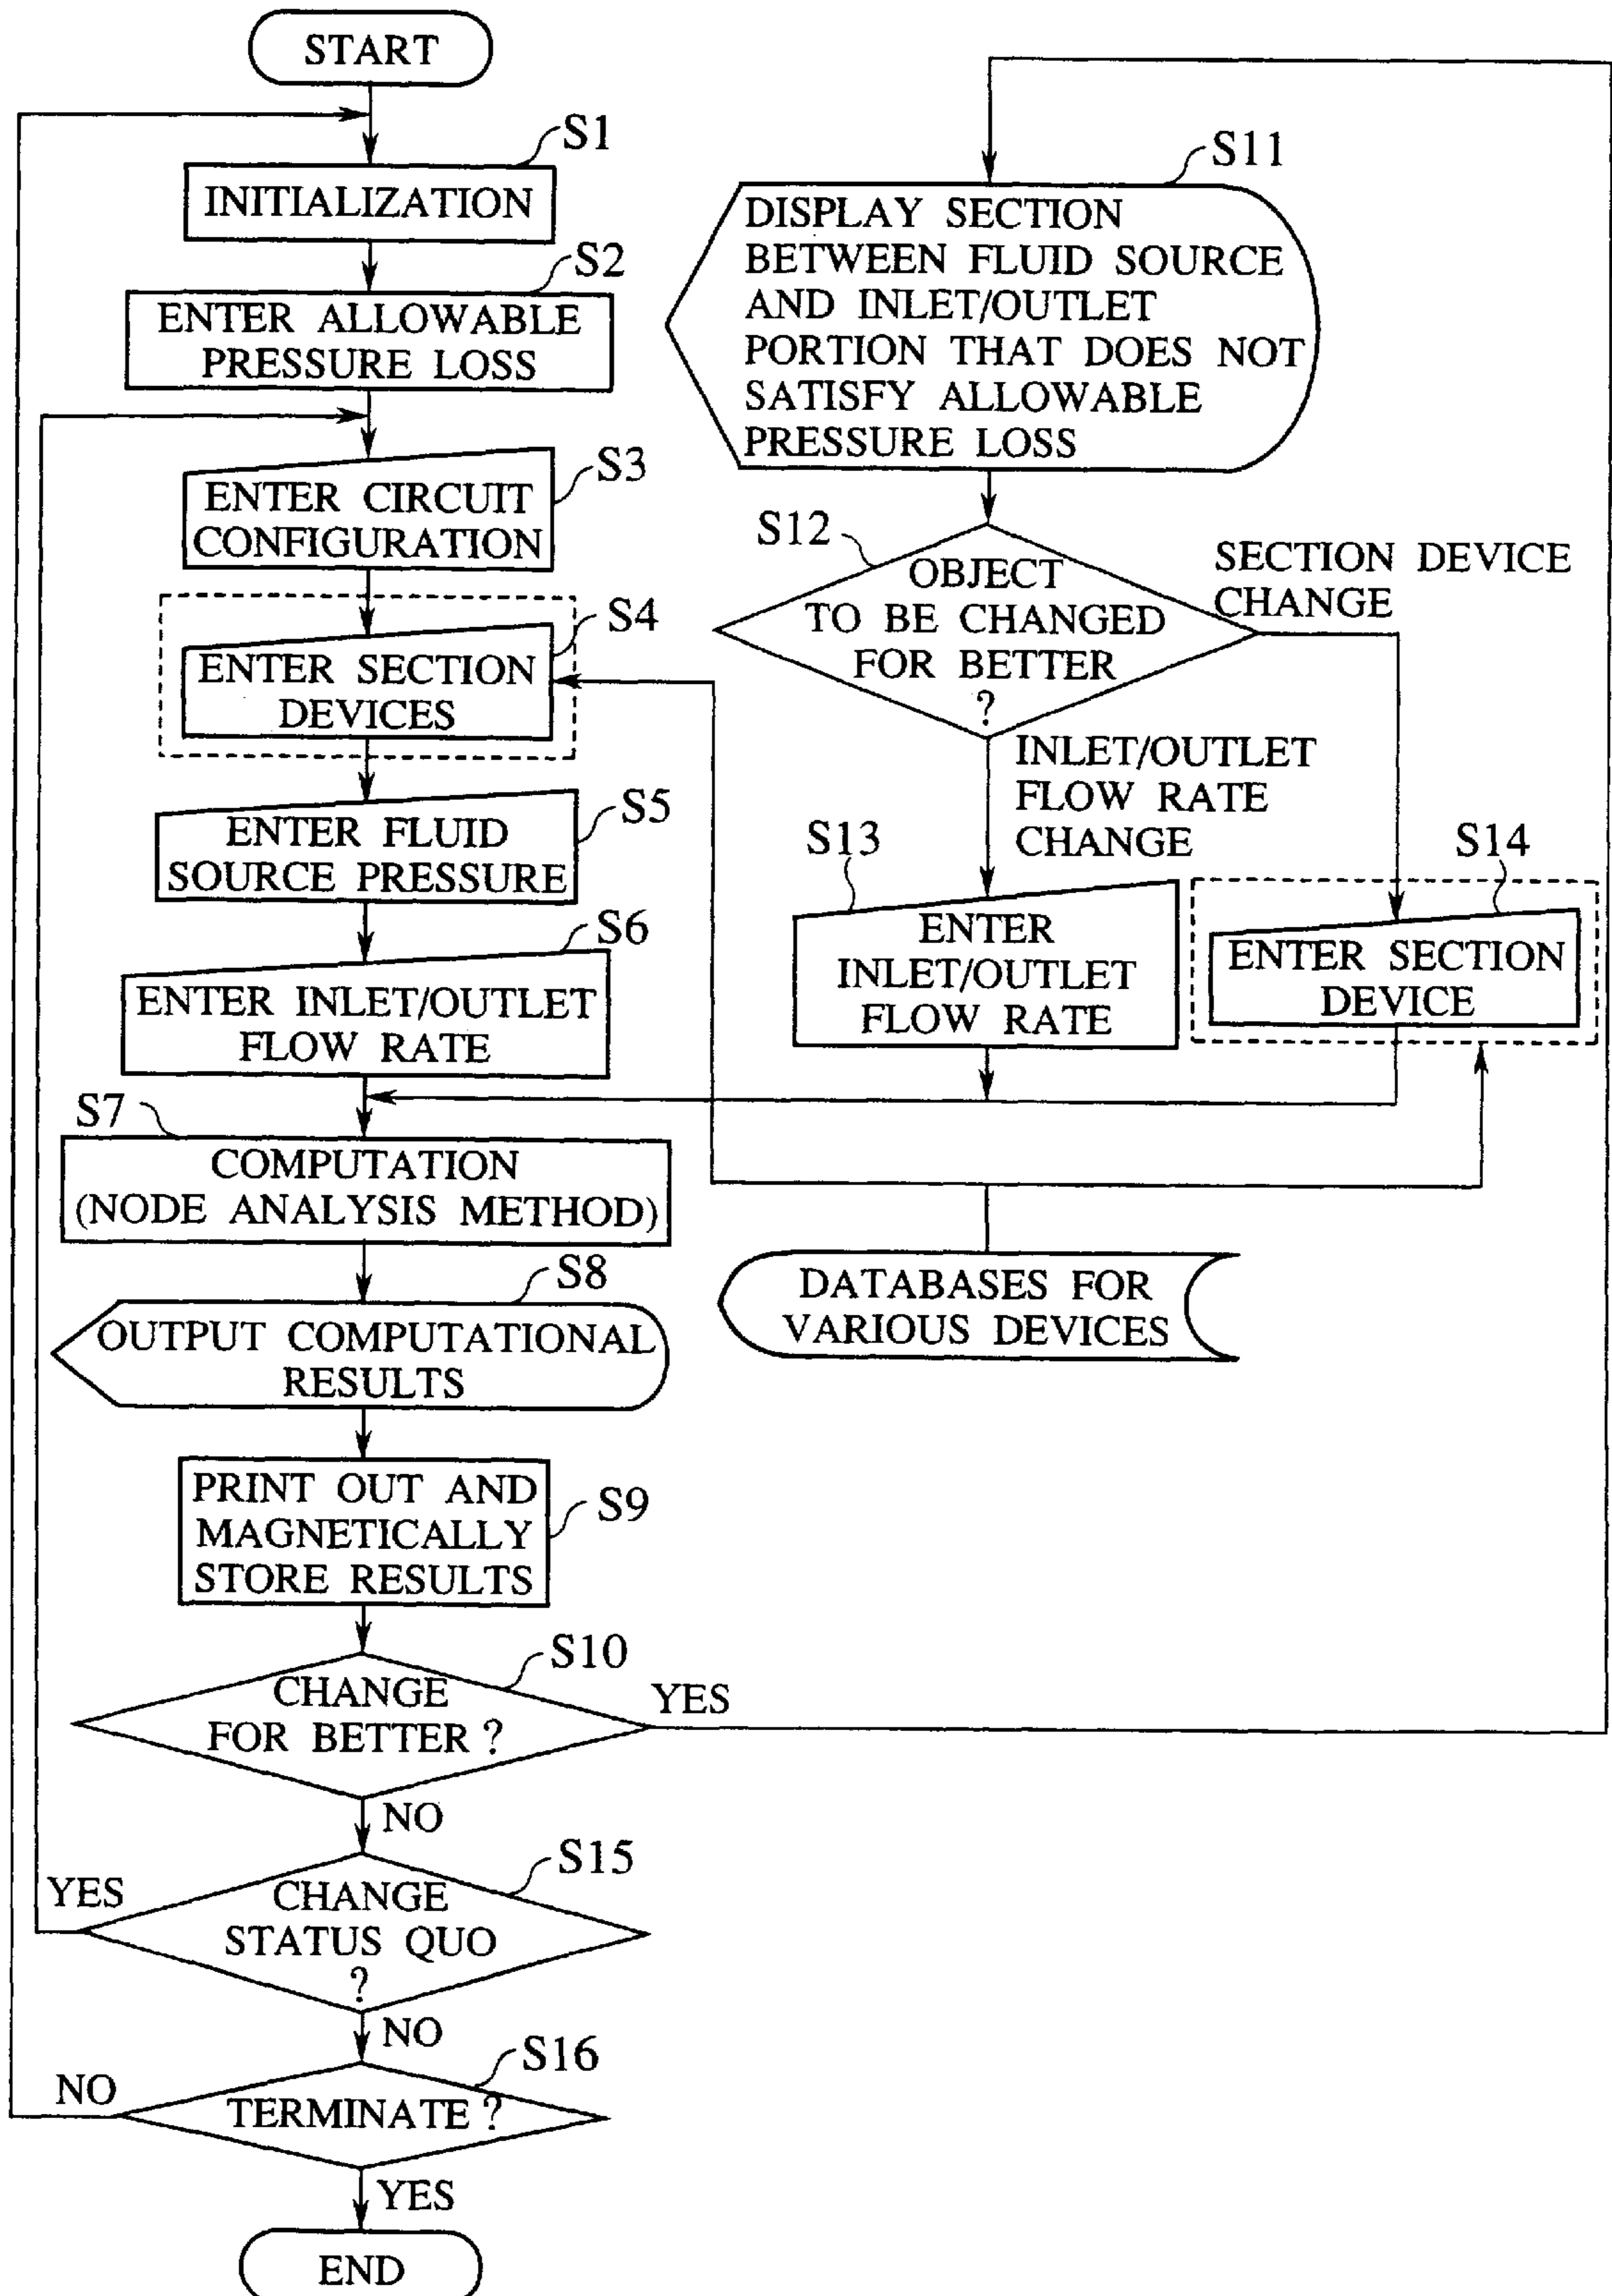 START
S1
INITIALIZATION
S2
ENTER ALLOWABLE
PRESSURE LOSS
S3
ENTER CIRCUIT
CONFIGURATION
S4
ENTER SECTION
DEVICES
S5
ENTER FLUID
SOURCE PRESSURE
S6
ENTER INLET/OUTLET
FLOW RATE
S7
COMPUTATION
(NODE ANALYSIS METHOD)
S8
OUTPUT COMPUTATIONAL
RESULTS
S9
PRINT OUT AND
MAGNETICALLY
STORE RESULTS
S10
CHANGE
FOR BETTER ?
YES
NO
S15
CHANGE
STATUS QUO
?
YES
NO
S16
TERMINATE ?
NO
YES
END
S11
DISPLAY SECTION
BETWEEN FLUID SOURCE
AND INLET/OUTLET
PORTION THAT DOES NOT
SATISFY ALLOWABLE
PRESSURE LOSS
S12
OBJECT
TO BE CHANGED
FOR BETTER
?
SECTION DEVICE
CHANGE
INLET/OUTLET
FLOW RATE
CHANGE
S13
ENTER
INLET/OUTLET
FLOW RATE
S14
ENTER SECTION
DEVICE
DATABASES FOR
VARIOUS DEVICES